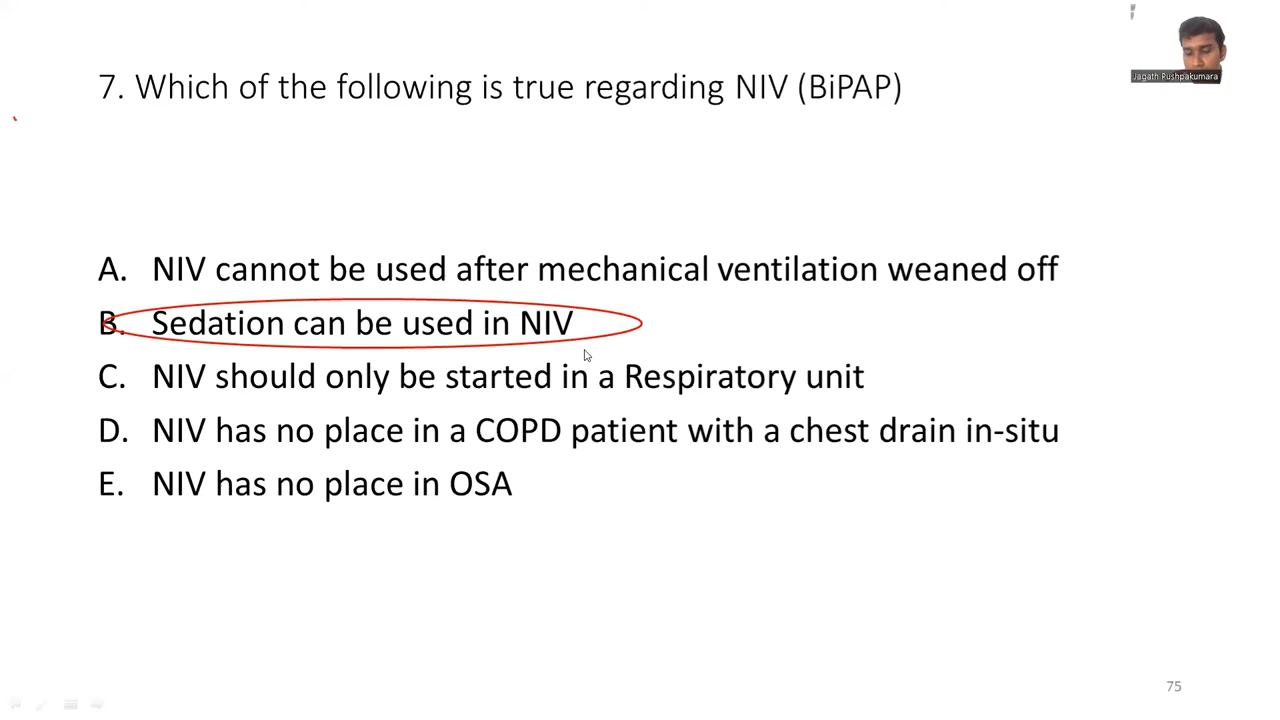 Jagath Pushpakumara
7. Which of the following is true regarding NIV (BiPAP)
A. NIV cannot be used after mechanical ventilation weaned off
B. Sedation can be used in NIV
C. NIV should only be started in a Respiratory unit
D. NIV has no place in a COPD patient with a chest drain in-situ
E. NIV has no place in OSA
75